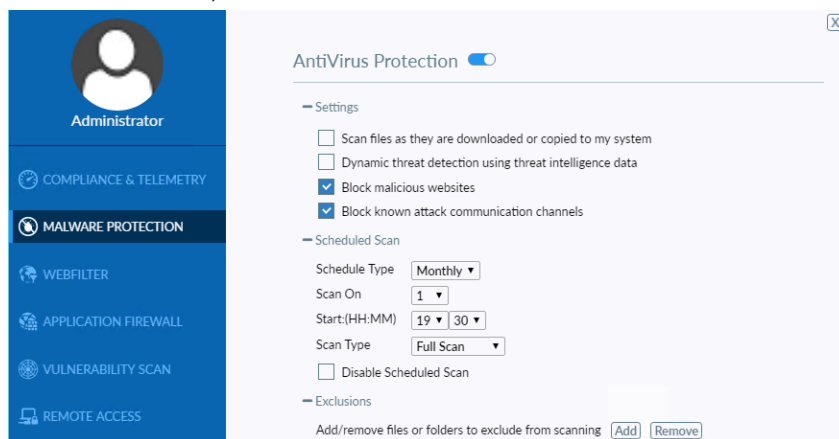 X
AntiVirus Protection
Administrator
COMPLIANCE & TELEMETRY
MALWARE PROTECTION
WEBFILTER
APPLICATION FIREWALL
VULNERABILITY SCAN
REMOTE ACCESS
Settings
Scan files as they are downloaded or copied to my system
Dynamic threat detection using threat intelligence data
Block malicious websites
Block known attack communication channels
Scheduled Scan
Schedule Type Monthly
Scan On 1
Start:(HH:MM) 19 30
Scan Type Full Scan
Disable Scheduled Scan
Exclusions
Add/remove files or folders to exclude from scanning Add Remove